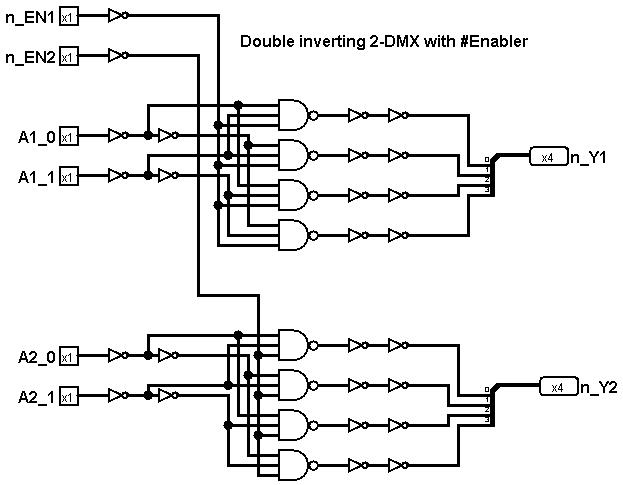 n_EN1 x1
Double inverting 2-DMX with #Enabler
n_EN2 x1
A1_0 x1
0
1
2
3
x4 n_Y1
A1_1 x1
A2_0 x1
0
1
2
3
x4 n_Y2
A2_1 x1